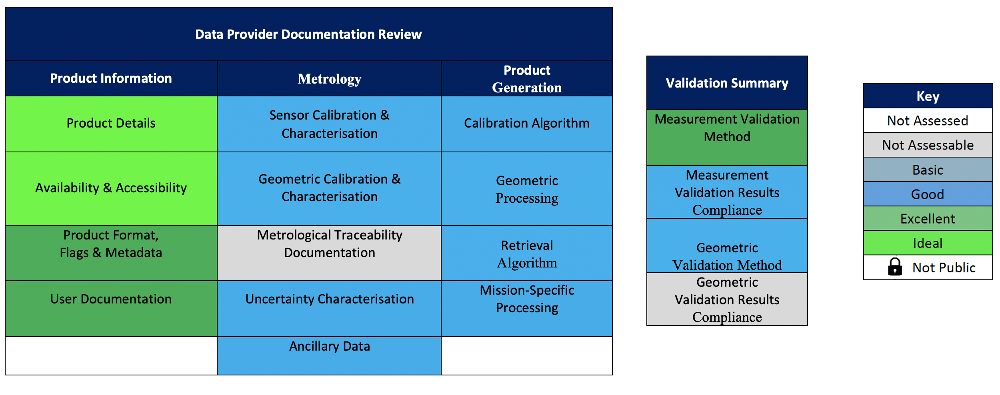 Data Provider Documentation Review
Product Information
Metrology
Product
Generation
Product Details
Sensor Calibration &
Characterisation
Calibration Algorithm
Availability & Accessibility
Geometric Calibration &
Characterisation
Geometric
Processing
Product Format,
Flags & Metadata
Metrological Traceability
Documentation
Retrieval
Algorithm
User Documentation
Uncertainty Characterisation
Mission-Specific
Processing
Ancillary Data
Validation Summary
Measurement Validation
Method
Measurement
Validation Results
Compliance
Geometric
Validation Method
Geometric
Validation Results
Compliance
Key
Not Assessed
Not Assessable
Basic
Good
Excellent
Ideal
Not Public